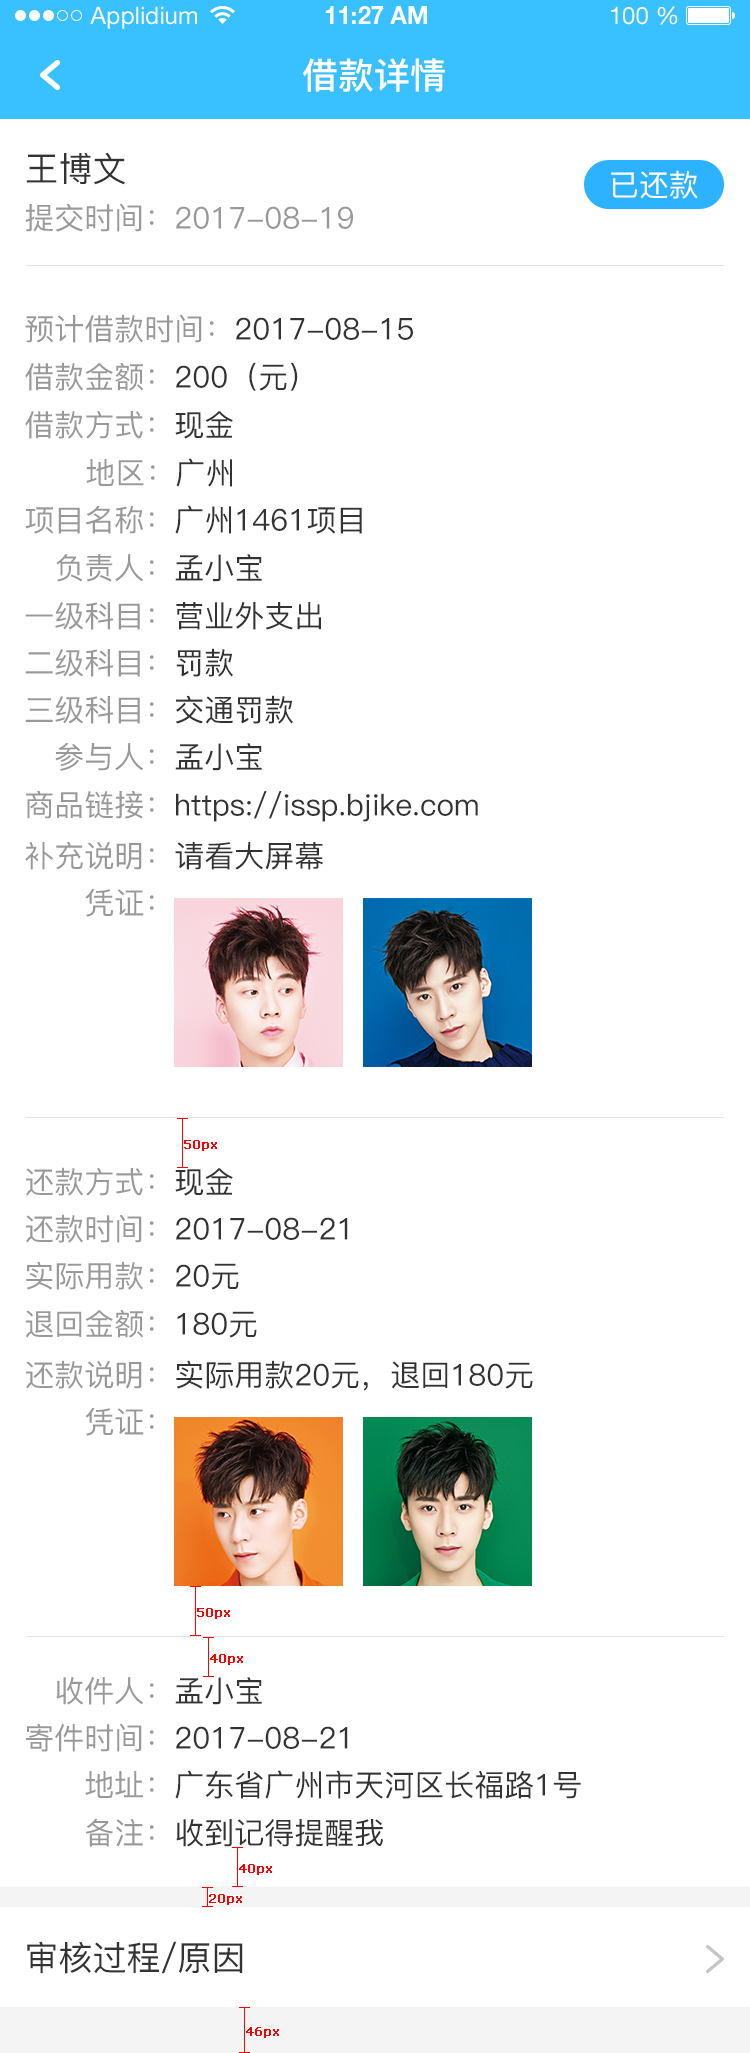 Applidium 11:27 AM 100 %
借款详情
王博文
已还款
提交时间：2017-08-19
预计借款时间：2017-08-15
借款金额：200（元）
借款方式：现金
地区：广州
项目名称：广州1461项目
负责人：孟小宝
一级科目：营业外支出
二级科目：罚款
三级科目：交通罚款
参与人：孟小宝
商品链接：https://issp.bjike.com
补充说明：请看大屏幕
凭证：
50px
还款方式：现金
还款时间：2017-08-21
实际用款：20元
退回金额：180元
还款说明：实际用款20元，退回180元
凭证：
50px
40px
收件人：孟小宝
寄件时间：2017-08-21
地址：广东省广州市天河区长福路1号
备注：收到记得提醒我
40px
20px
审核过程/原因
46px